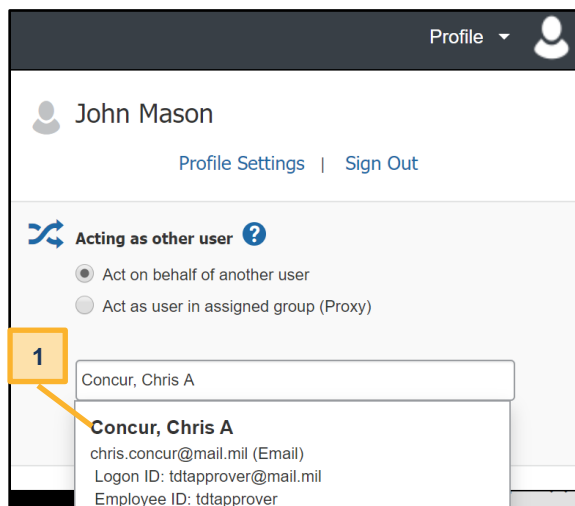 Profile
John Mason
Profile Settings | Sign Out
Acting as other user ?
Act on behalf of another user
Act as user in assigned group (Proxy)
1
Concur, Chris A
Concur, Chris A
chris.concur@mail.mil (Email)
Logon ID: tdtapprover@mail.mil
Employee ID: tdtapprover